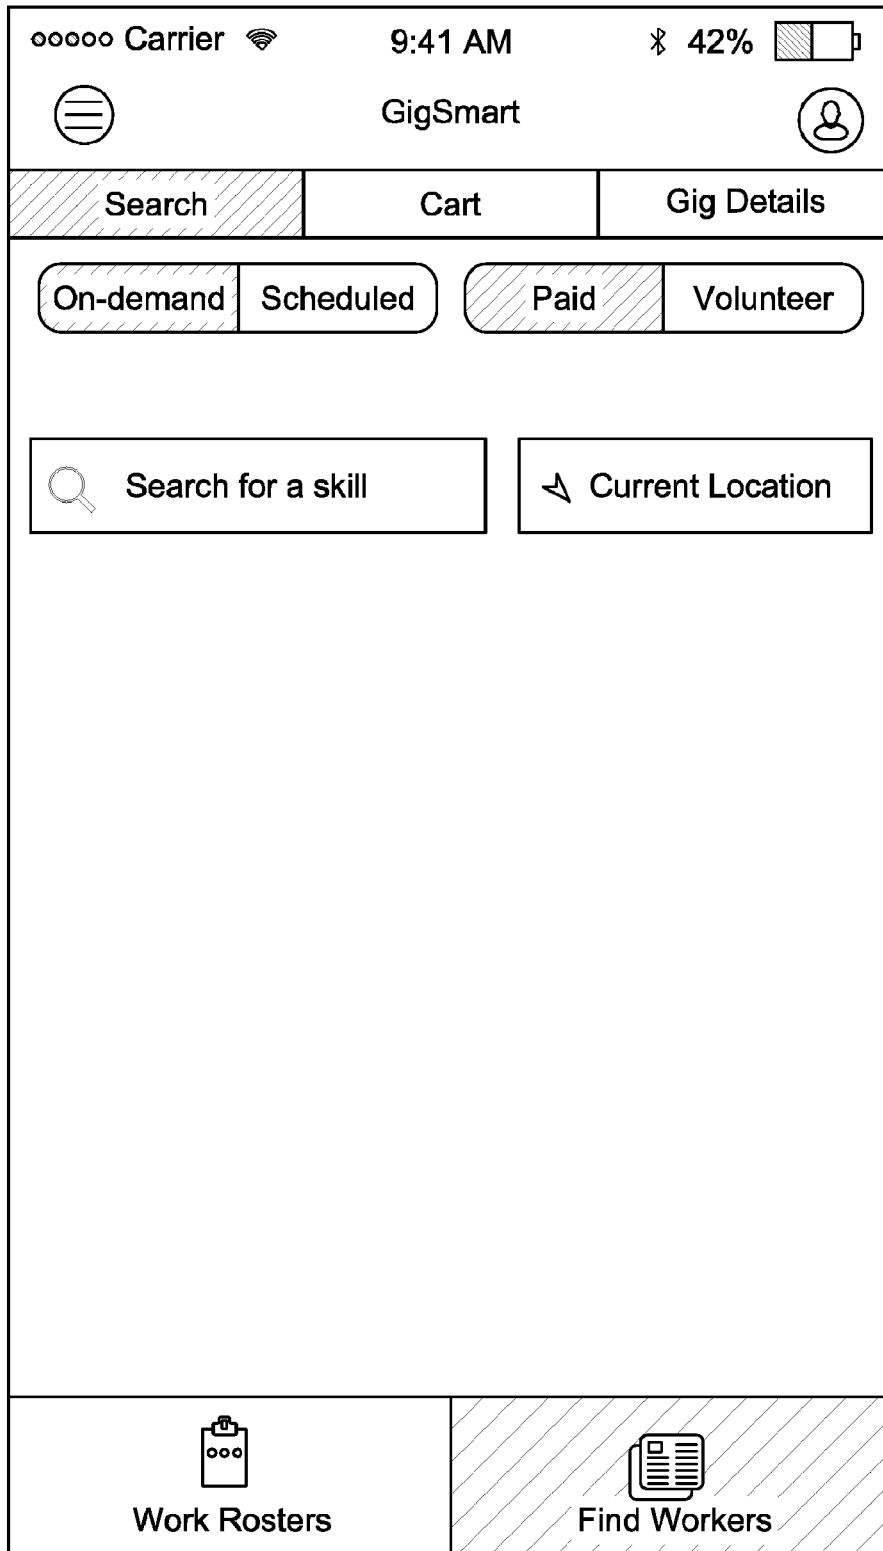 Carrier 9:41 AM 42%
GigSmart
Search Cart Gig Details
On-demand Scheduled Paid Volunteer
Search for a skill Current Location
Work Rosters Find Workers